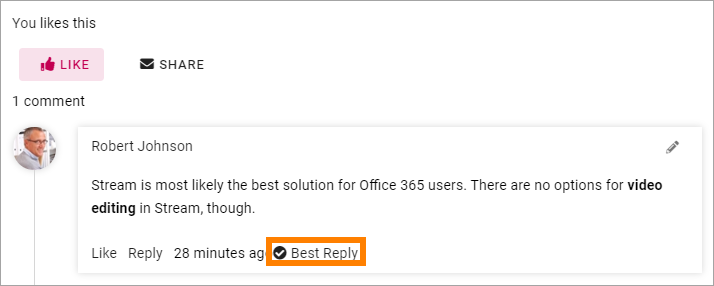 You likes this
LIKE SHARE
1 comment
Robert Johnson
Stream is most likely the best solution for Office 365 users. There are no options for video
editing in Stream, though.
Like Reply 28 minutes ag Best Reply